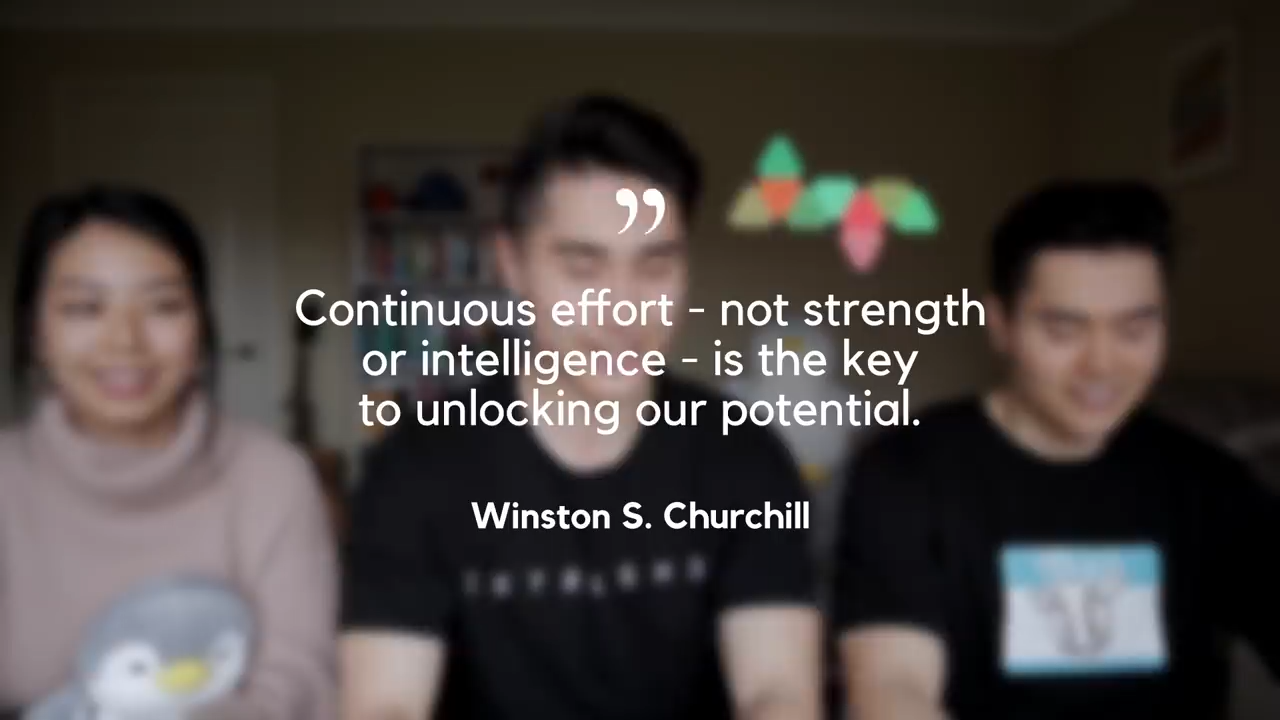 ”
Continuous effort - not strength
or intelligence - is the key
to unlocking our potential.
Winston S. Churchill